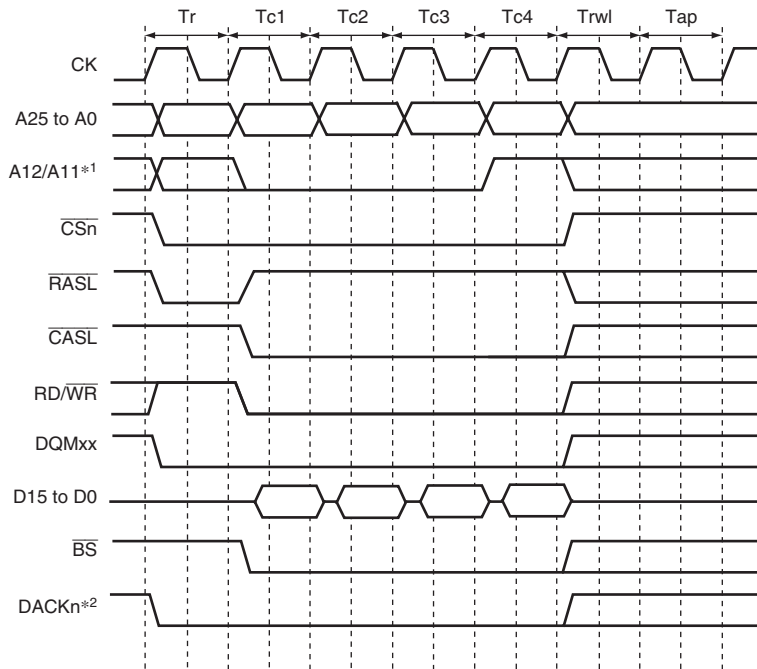 Tr Tc1 Tc2 Tc3 Tc4 Trwl Tap
CK
A25 to A0
A12/A11*1
CSn
RASL
CASL
RD/WR
DQMxx
D15 to D0
BS
DACKn*2